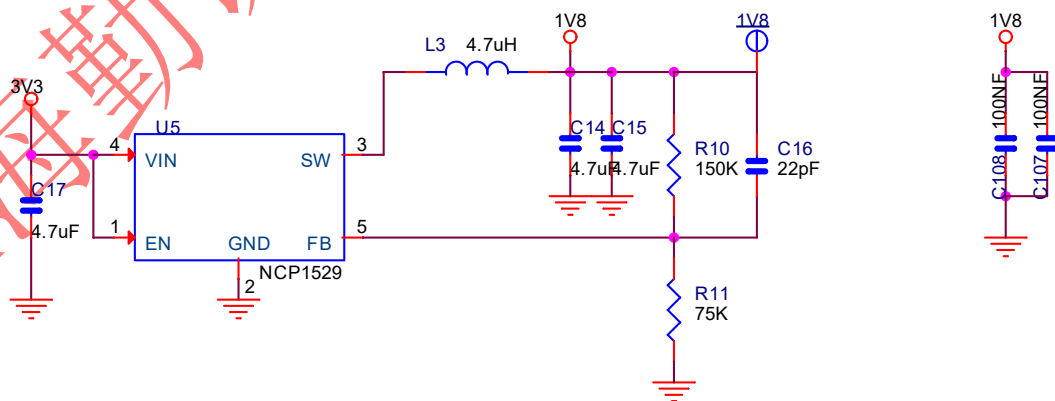 1V8
1V8
1V8
L3 4.7uH
3V3
U5
4
VIN
SW
3
C14
C15
4.7uF
4.7uF
R10
150K
C16
22pF
C108 100NF
C107 100NF
C17
4.7uF
1
EN
GND
FB
5
NCP1529
2
R11
75K